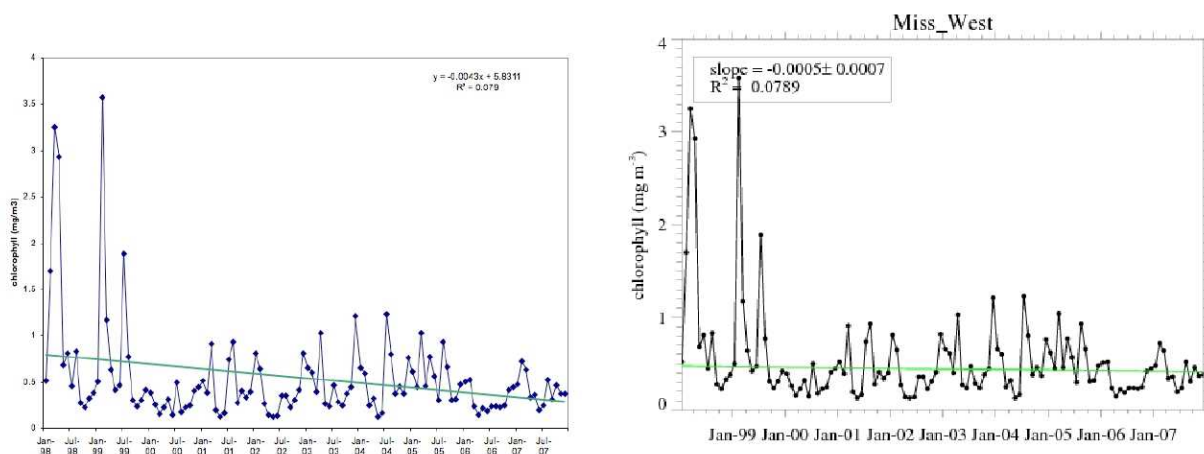 y = -0.0043x + 5.8311
R² = 0.079
chlorophyll (mg/m3)
4
3.5
3
2.5
2
1.5
1
0.5
0
Jan- Jul- Jan- Jul- Jan- Jul- Jan- Jul- Jan- Jul- Jan- Jul- Jan- Jul- Jan- Jul- Jan- Jul- Jan- Jul-
98 98 99 99 00 00 01 01 02 02 03 03 04 04 05 05 06 06 07 07
Miss_West
slope = -0.0005± 0.0007
R² = 0.0789
chlorophyll (mg m⁻³)
4
3
2
1
0
Jan-99 Jan-00 Jan-01 Jan-02 Jan-03 Jan-04 Jan-05 Jan-06 Jan-07